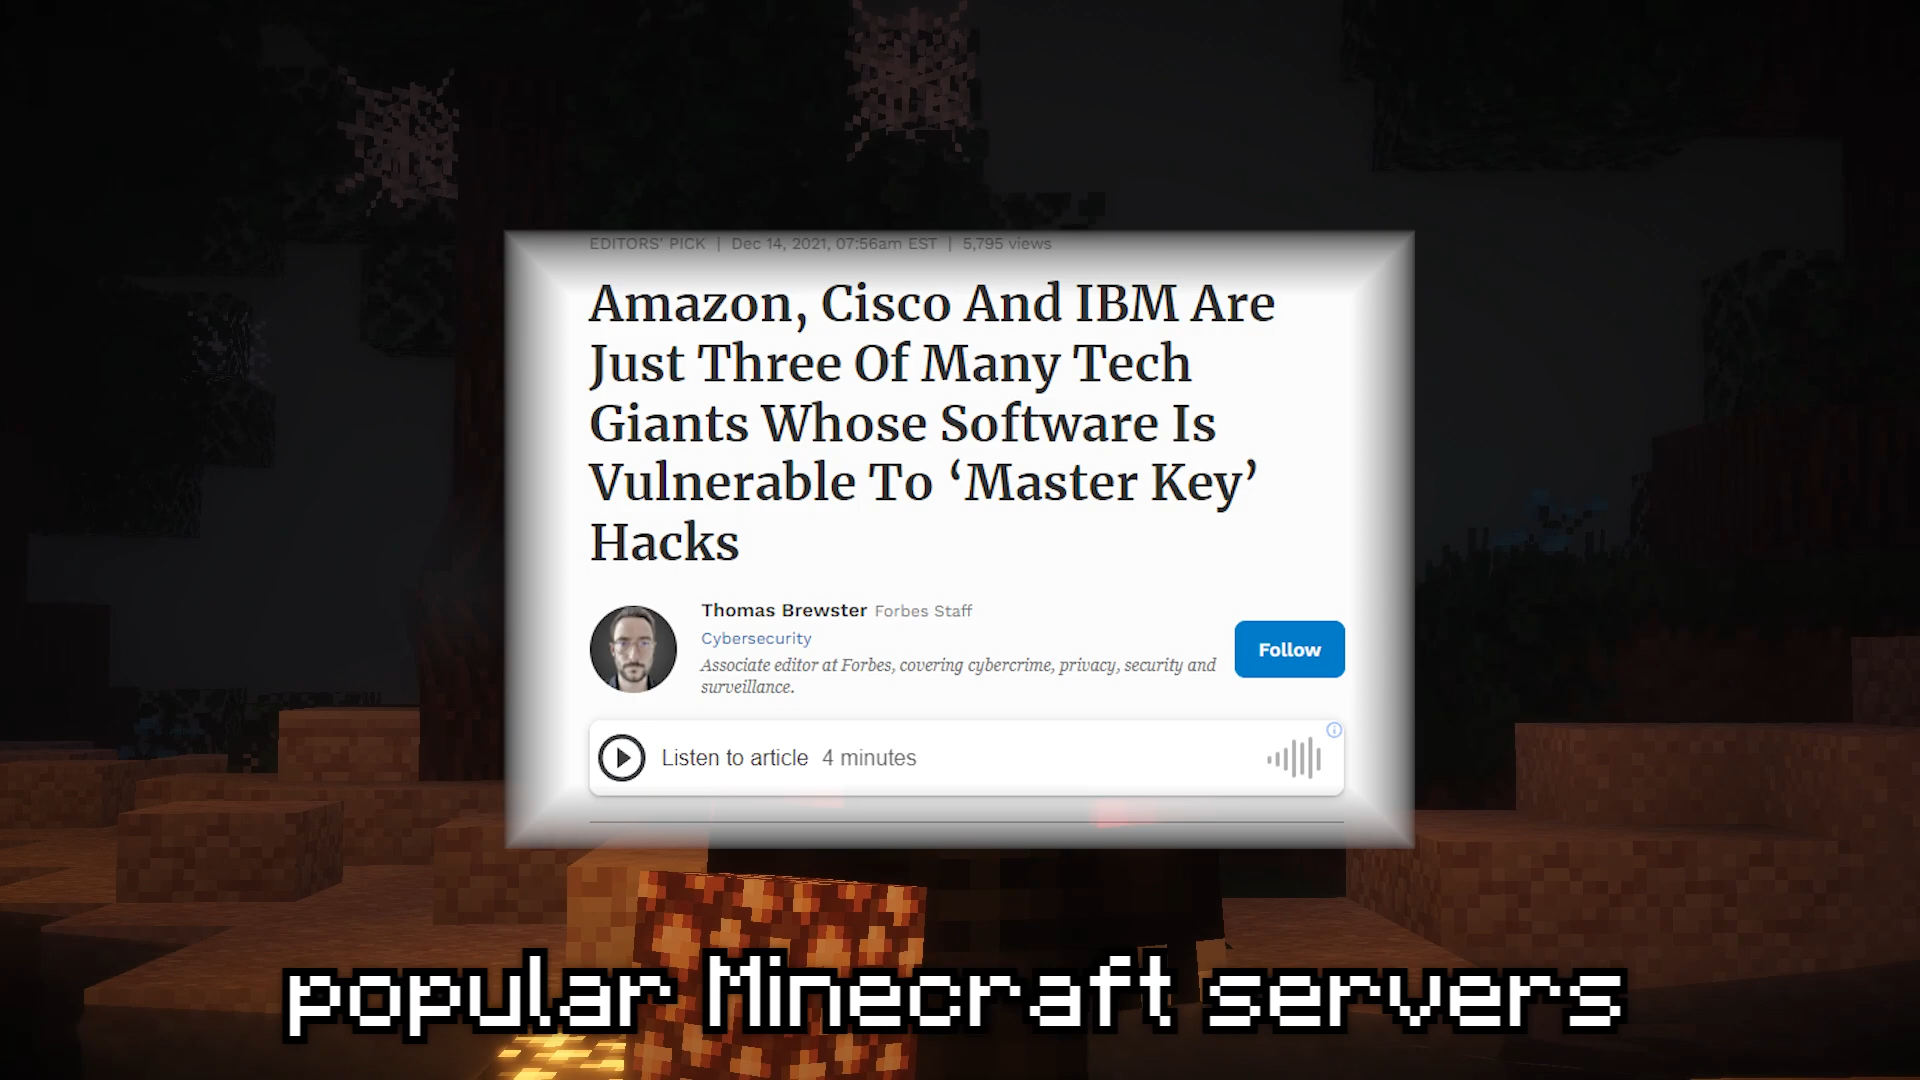 EDITORS' PICK | Dec 14, 2021, 07:56am EST | 5,795 views
Amazon, Cisco And IBM Are
Just Three Of Many Tech
Giants Whose Software Is
Vulnerable To ‘Master Key’
Hacks
Thomas Brewster Forbes Staff
Cybersecurity
Associate editor at Forbes, covering cybercrime, privacy, security and
surveillance.
Follow
Listen to article 4 minutes
popular Minecraft servers